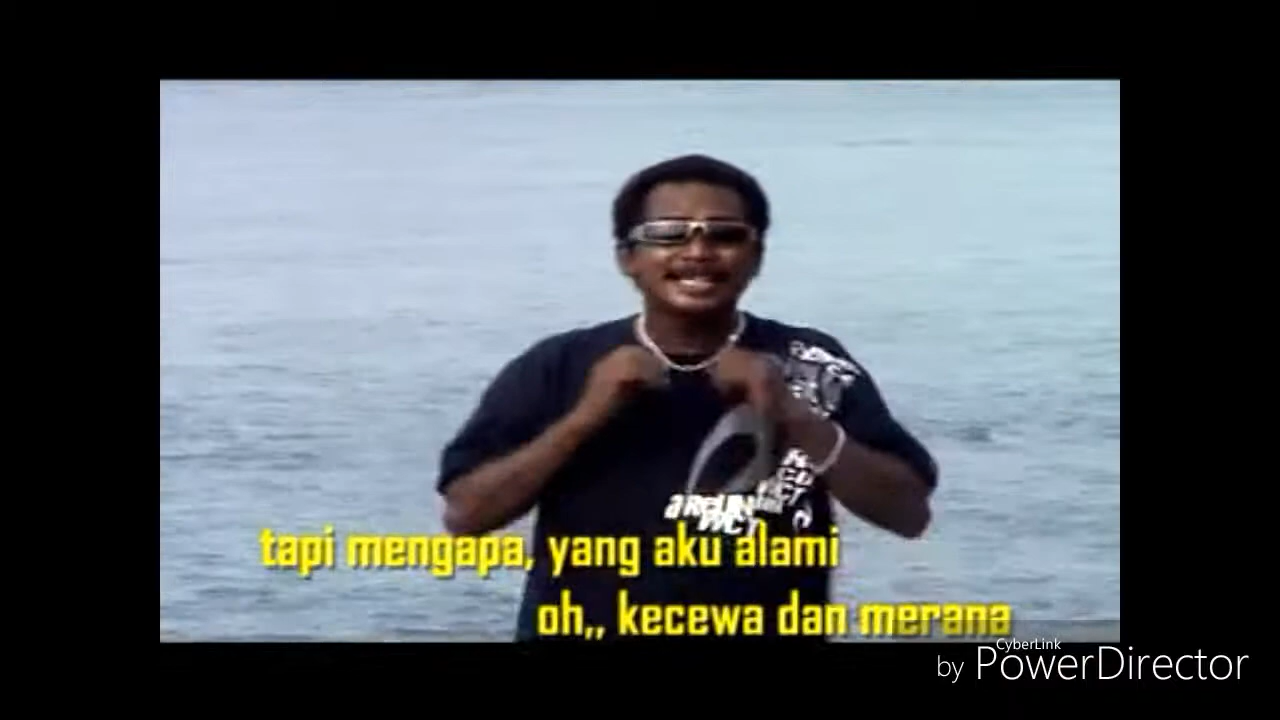 tapi mengapa, yang aku alami
oh,, kecewa dan merana
CyberLink
by PowerDirector